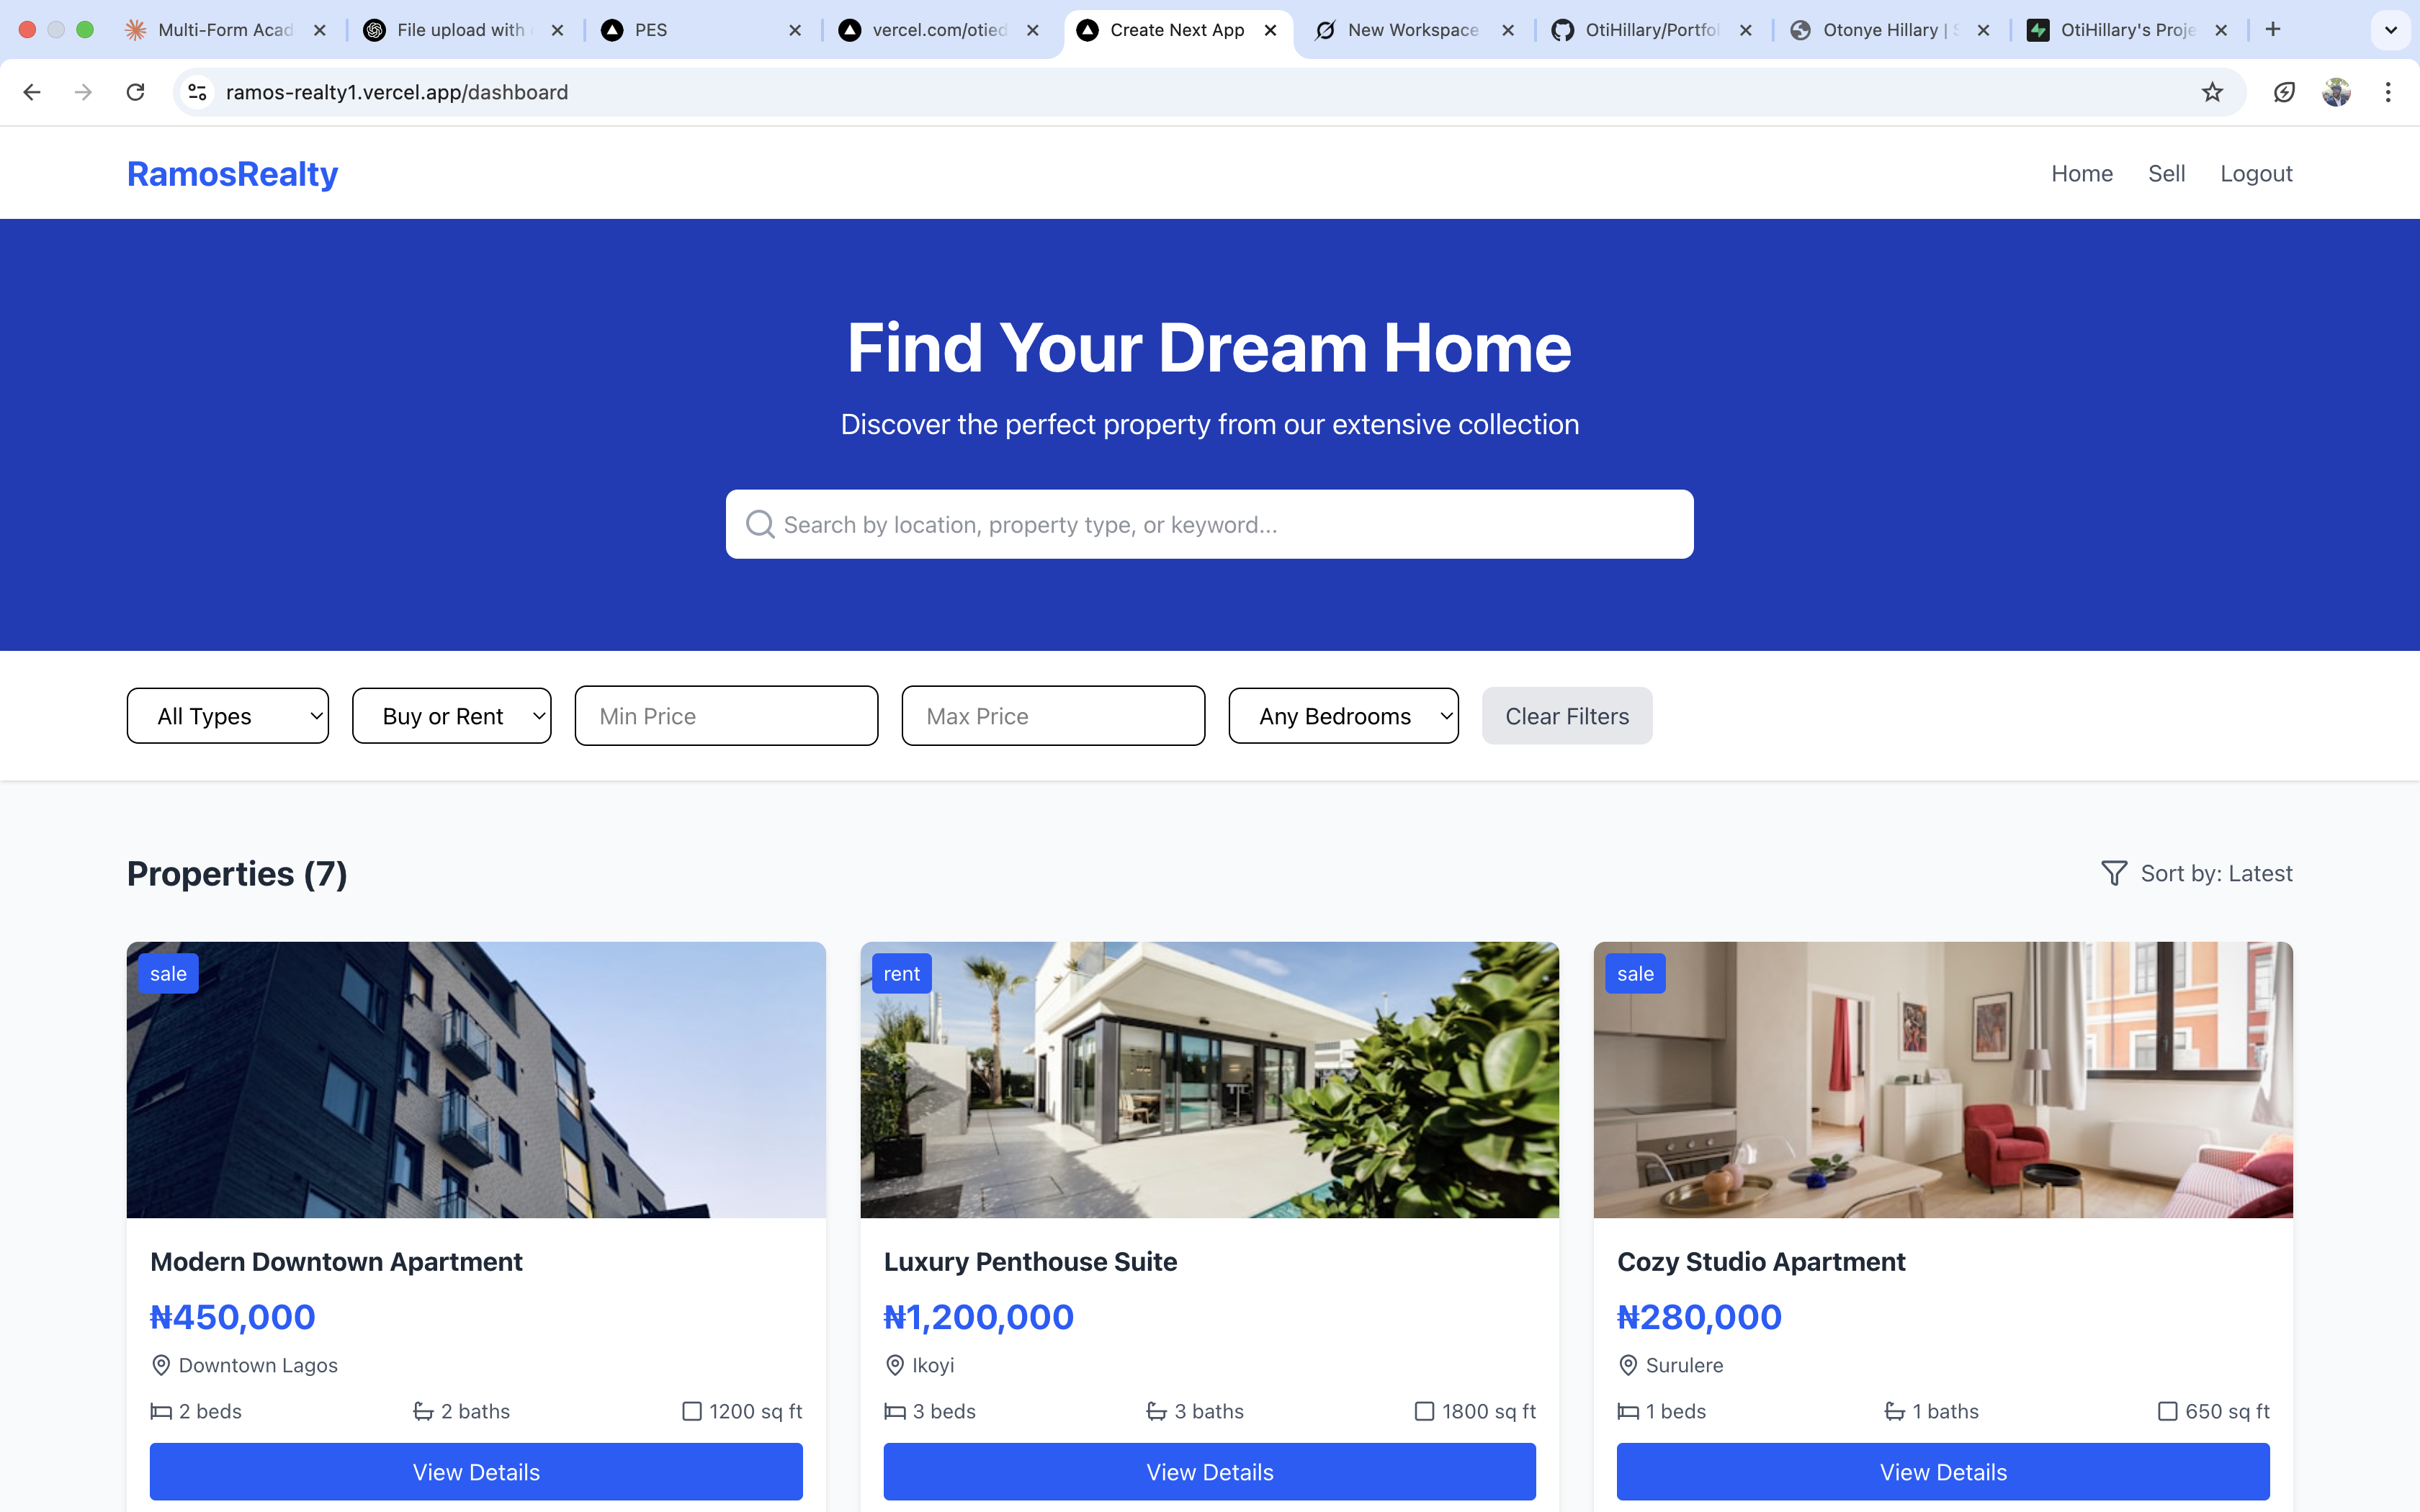 Multi-Form Acad
File upload with
PES
vercel.com/otied
Create Next App
New Workspace
OtiHillary/Portfol
Otonye Hillary |
OtiHillary's Proje
ramos-realty1.vercel.app/dashboard
RamosRealty
Home
Sell
Logout
Find Your Dream Home
Discover the perfect property from our extensive collection
Search by location, property type, or keyword...
All Types
Buy or Rent
Min Price
Max Price
Any Bedrooms
Clear Filters
Properties (7)
Sort by: Latest
sale
rent
sale
Modern Downtown Apartment
₦450,000
Downtown Lagos
2 beds
2 baths
1200 sq ft
View Details
Luxury Penthouse Suite
₦1,200,000
Ikoyi
3 beds
3 baths
1800 sq ft
View Details
Cozy Studio Apartment
₦280,000
Surulere
1 beds
1 baths
650 sq ft
View Details